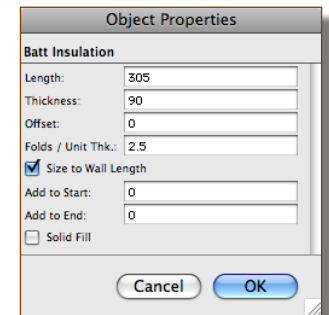 Object Properties
Batt Insulation
Length: 305
Thickness: 90
Offset: 0
Folds / Unit Thk.: 2.5
Size to Wall Length
Add to Start: 0
Add to End: 0
Solid Fill
Cancel OK